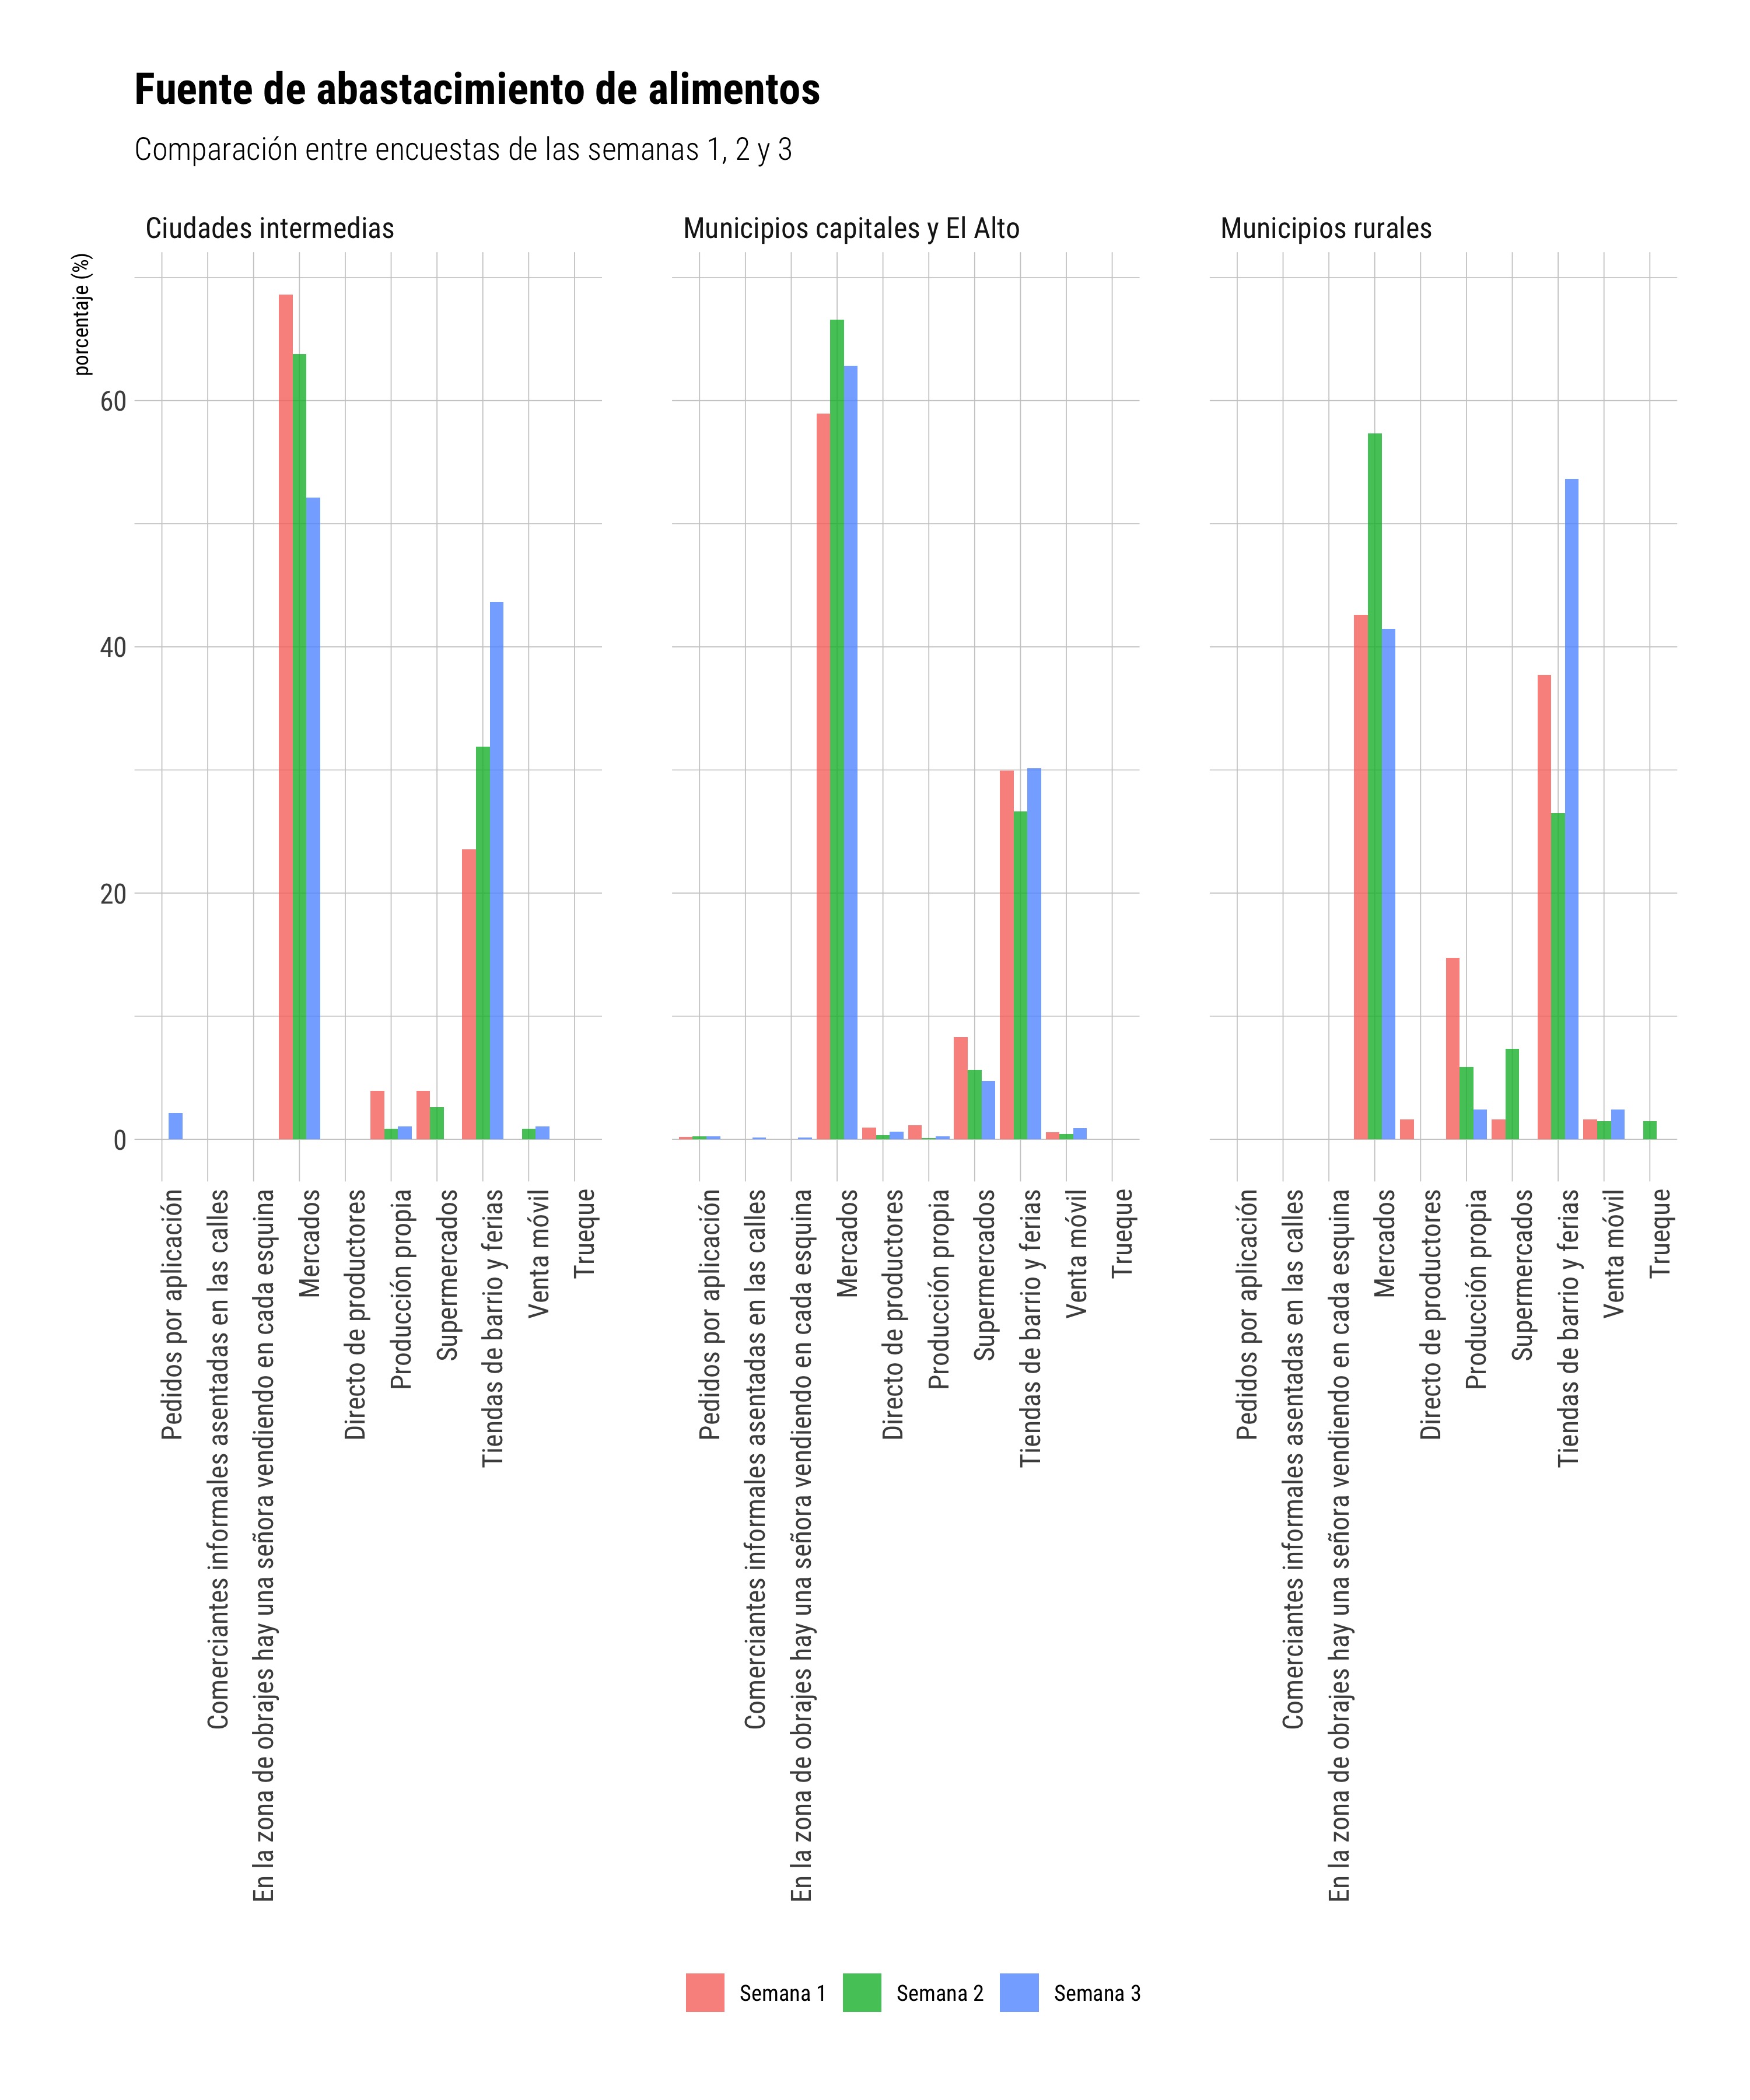 Fuente de abastacimiento de alimentos
Comparación entre encuestas de las semanas 1, 2 y 3
Ciudades intermedias
Municipios capitales y El Alto
Municipios rurales
porcentaje (%)
60
40
20
0
Pedidos por aplicación
Comerciantes informales asentadas en las calles
En la zona de obrajes hay una señora vendiendo en cada esquina
Mercados
Directo de productores
Producción propia
Supermercados
Tiendas de barrio y ferias
Venta móvil
Trueque
Pedidos por aplicación
Comerciantes informales asentadas en las calles
En la zona de obrajes hay una señora vendiendo en cada esquina
Mercados
Directo de productores
Producción propia
Supermercados
Tiendas de barrio y ferias
Venta móvil
Trueque
Pedidos por aplicación
Comerciantes informales asentadas en las calles
En la zona de obrajes hay una señora vendiendo en cada esquina
Mercados
Directo de productores
Producción propia
Supermercados
Tiendas de barrio y ferias
Venta móvil
Trueque
Semana 1
Semana 2
Semana 3